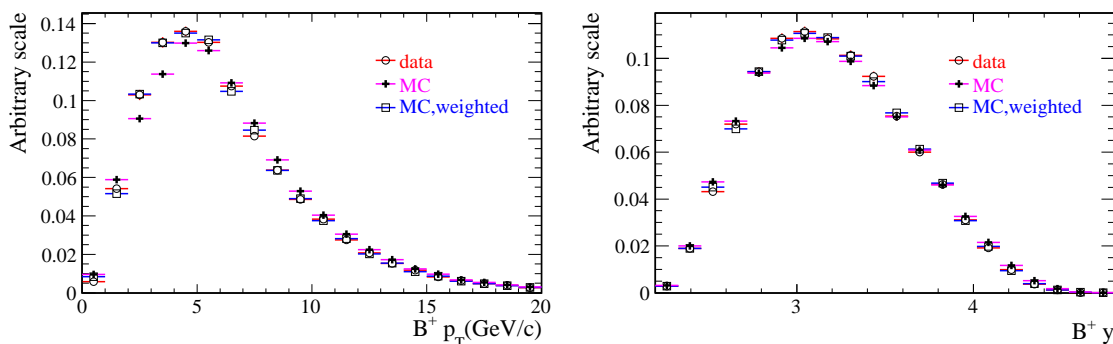 Arbitrary scale
0.14
0.12
0.1
0.08
0.06
0.04
0.02
0
data
MC
MC,weighted
0 5 10 15 20
B⁺ p_T(GeV/c)
Arbitrary scale
0.1
0.08
0.06
0.04
0.02
0
data
MC
MC,weighted
3 4
B⁺ y